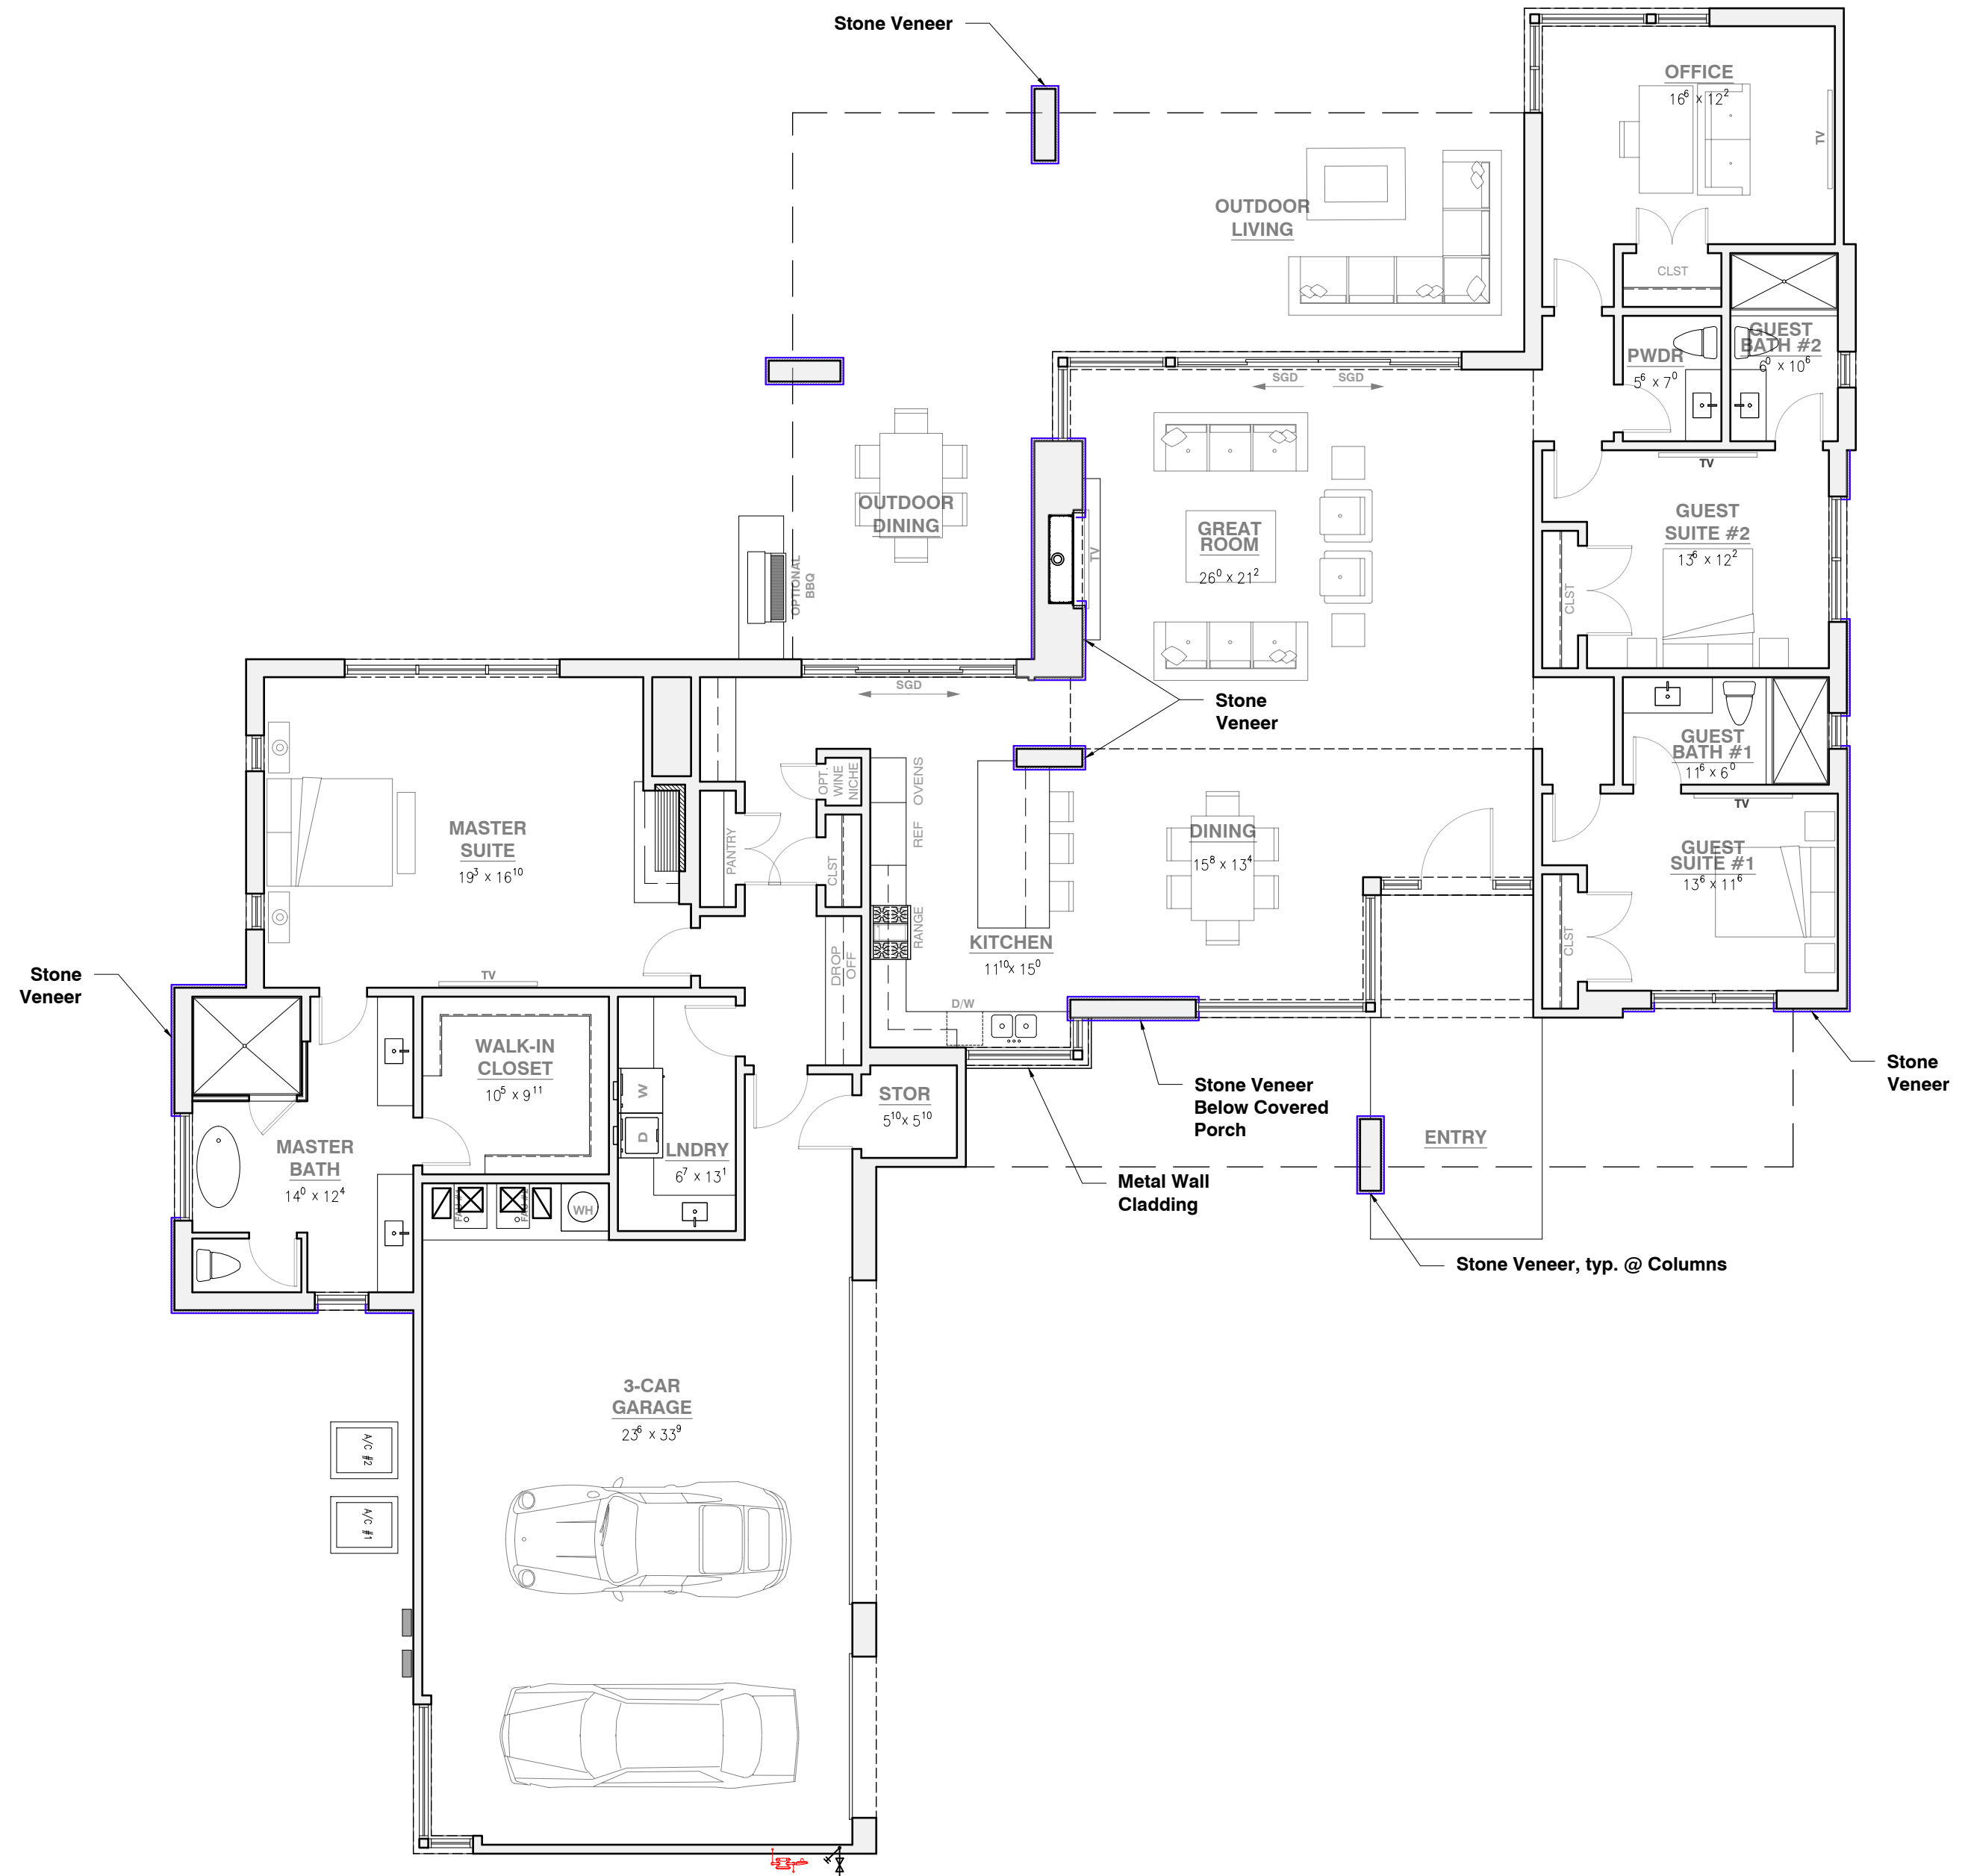 Stone Veneer
OFFICE
16⁶ x 12²
TV
OUTDOOR
LIVING
CLST
GUEST
BATH #2
6⁰ x 10⁶
PWDR
5⁶ x 7⁰
SGD
SGD
TV
OUTDOOR
DINING
OPTIONAL
BBQ
TV
GREAT
ROOM
26⁰ x 21²
GUEST
SUITE #2
13⁶ x 12²
CLST
SGD
Stone
Veneer
GUEST
BATH #1
11⁶ x 6⁰
TV
OPT.
WINE
NICHE
OVENS
REF
MASTER
SUITE
19³ x 16¹⁰
PANTRY
CLST
DINING
15⁸ x 13⁴
GUEST
SUITE #1
13⁶ x 11⁶
CLST
RANGE
KITCHEN
11¹⁰ x 15⁰
DROP
OFF
TV
Stone
Veneer
D/W
WALK-IN
CLOSET
10⁵ x 9¹¹
W
D
STOR
5¹⁰ x 5¹⁰
Stone Veneer
Below Covered
Porch
Stone
Veneer
MASTER
BATH
14⁰ x 12⁴
LNDRY
6⁷ x 13¹
ENTRY
Metal Wall
Cladding
WH
Stone Veneer, typ. @ Columns
3-CAR
GARAGE
23⁶ x 33⁹
A/C #2
A/C #1